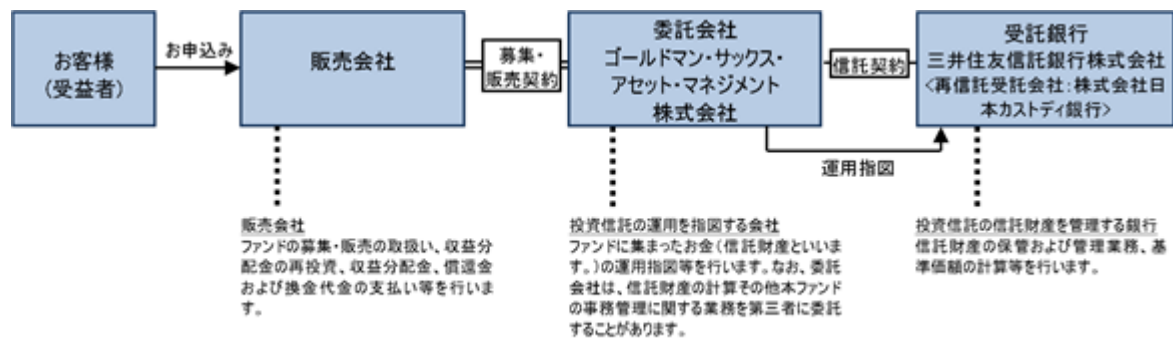 お客様
(受益者)
お申込み
販売会社
募集・
販売契約
委託会社
ゴールドマン・サックス・
アセット・マネジメント
株式会社
信託契約
受託銀行
三井住友信託銀行株式会社
<再信託受託会社:株式会社日
本カストディ銀行>
運用指図
販売会社
ファンドの募集・販売の取扱い、収益分
配金の再投資、収益分配金、償還金
および換金代金の支払い等を行いま
す。
投資信託の運用を指図する会社
ファンドに集まったお金(信託財産といいま
す。)の運用指図等を行います。なお、委託
会社は、信託財産の計算その他本ファンド
の事務管理に関する業務を第三者に委託
することがあります。
投資信託の信託財産を管理する銀行
信託財産の保管および管理業務、基
準価額の計算等を行います。